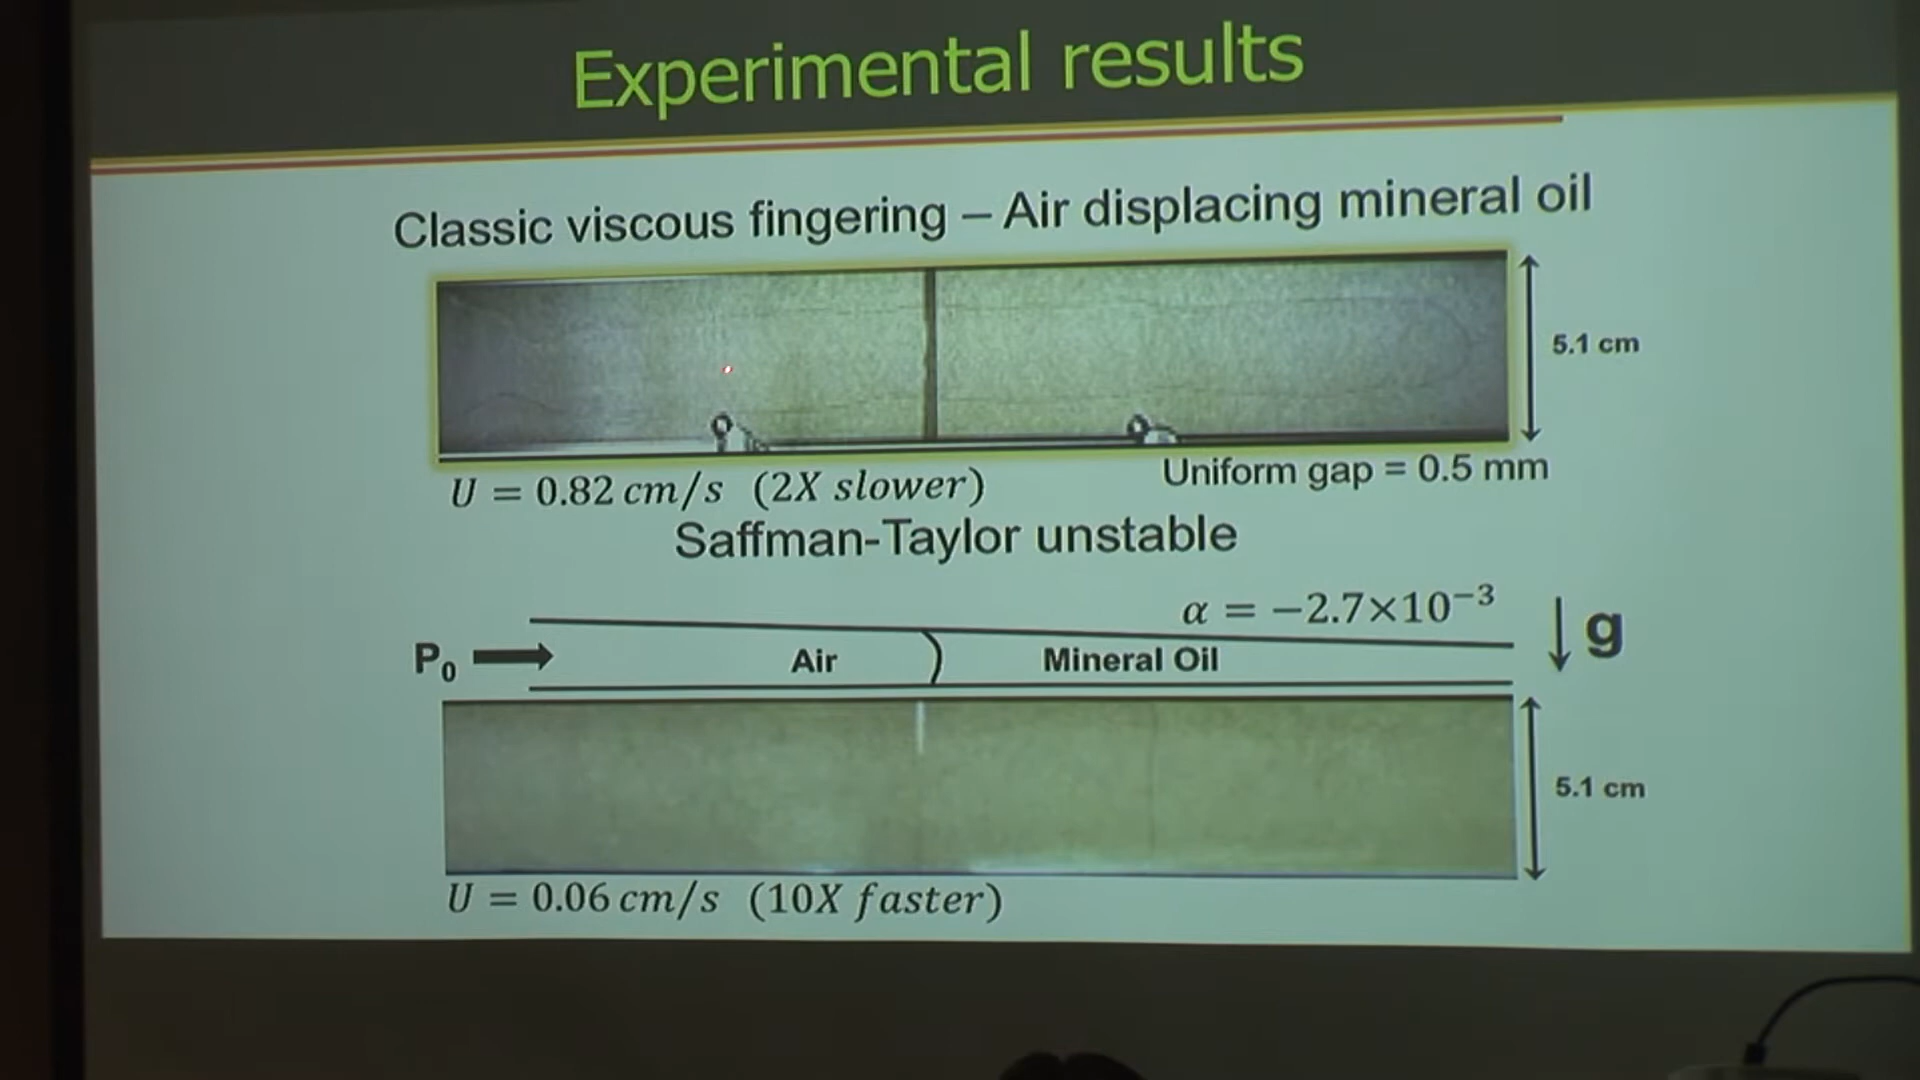 Experimental results
Classic viscous fingering – Air displacing mineral oil
5.1 cm
U = 0.82 cm/s (2X slower)
Uniform gap = 0.5 mm
Saffman-Taylor unstable
α = −2.7×10⁻³
g
P₀
Air
Mineral Oil
5.1 cm
U = 0.06 cm/s (10X faster)